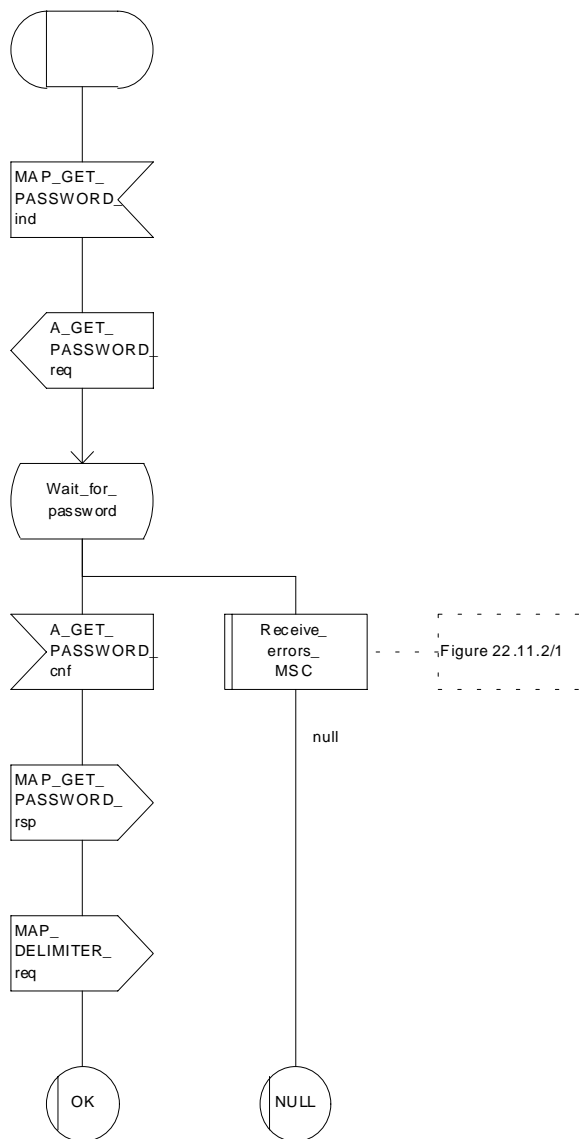 MAP_GET_
PASSWORD_
ind
A_GET_
PASSWORD_
req
Wait_for_
password
A_GET_
PASSWORD_
cnf
Receive_
errors_
MSC
Figure 22.11.2/1
null
MAP_GET_
PASSWORD_
rsp
MAP_
DELIMITER_
req
OK
NULL